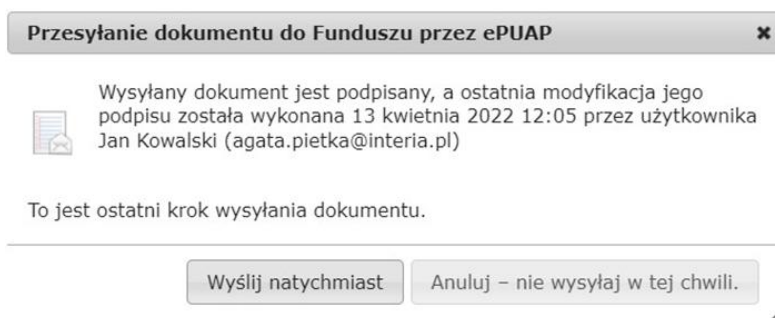 Przesyłanie dokumentu do Funduszu przez ePUAP
Wysyłany dokument jest podpisany, a ostatnia modyfikacja jego
podpisu została wykonana 13 kwietnia 2022 12:05 przez użytkownika
Jan Kowalski (agata.pietka@interia.pl)
To jest ostatni krok wysyłania dokumentu.
Wyślij natychmiast
Anuluj – nie wysyłaj w tej chwili.